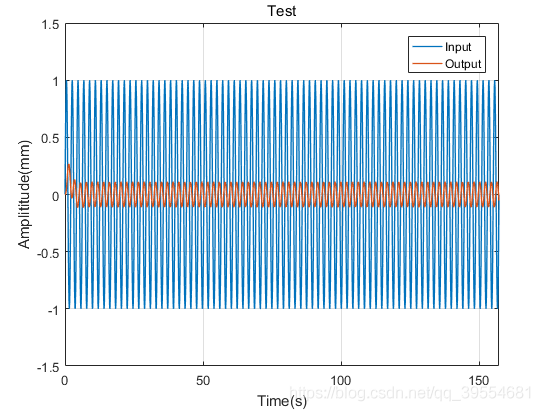 Test
1.5
1
0.5
0
-0.5
-1
-1.5
Amplititude(mm)
Input
Output
0
50
100
150
Time(s)
https://blog.csdn.net/qq_39554681